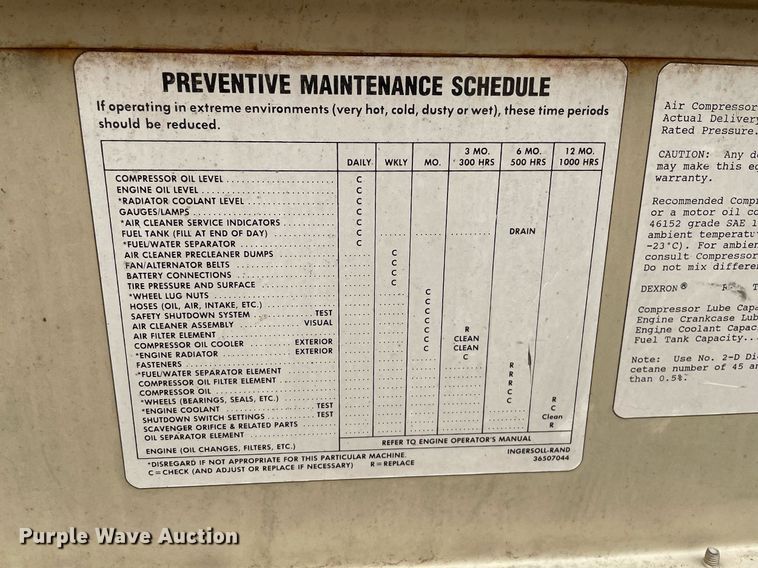 PREVENTIVE MAINTENANCE SCHEDULE
If operating in extreme environments (very hot, cold, dusty or wet), these time periods
should be reduced.
DAILY WKLY MO. 3 MO. 300 HRS 6 MO. 500 HRS 12 MO. 1000 HRS
COMPRESSOR OIL LEVEL C
ENGINE OIL LEVEL C
*RADIATOR COOLANT LEVEL C
GAUGES/LAMPS C
*AIR CLEANER SERVICE INDICATORS C
FUEL TANK (FILL AT END OF DAY) C DRAIN
*FUEL/WATER SEPARATOR C
AIR CLEANER PRECLEANER DUMPS C
FAN/ALTERNATOR BELTS C
BATTERY CONNECTIONS C
TIRE PRESSURE AND SURFACE C
*WHEEL LUG NUTS C
HOSES (OIL, AIR, INTAKE, ETC.) C
SAFETY SHUTDOWN SYSTEM TEST C
AIR CLEANER ASSEMBLY VISUAL C
AIR FILTER ELEMENT C R
COMPRESSOR OIL COOLER EXTERIOR C CLEAN
*ENGINE RADIATOR EXTERIOR C CLEAN
FASTENERS C
*FUEL/WATER SEPARATOR ELEMENT R
COMPRESSOR OIL FILTER ELEMENT R
COMPRESSOR OIL R
*WHEELS (BEARINGS, SEALS, ETC.) C
*ENGINE COOLANT TEST C R
SHUTDOWN SWITCH SETTINGS TEST C
SCAVENGER ORIFICE & RELATED PARTS Clean
OIL SEPARATOR ELEMENT R
ENGINE (OIL CHANGES, FILTERS, ETC.) REFER TO ENGINE OPERATOR'S MANUAL
*DISREGARD IF NOT APPROPRIATE FOR THIS PARTICULAR MACHINE.
C=CHECK (AND ADJUST OR REPLACE IF NECESSARY) R=REPLACE
INGERSOLL-RAND
36507044
Air Compressor
Actual Delivery
Rated Pressure.
CAUTION: Any
may make this
warranty.
Recommended
or a motor oil
46152 grade SAE
ambient
-23°C). For
consult Compressor
Do not mix
DEXRON®
Compressor Lube
Engine Crankcase
Engine Coolant
Fuel Tank Capacity..
Note: Use No. 2-D
cetane number of 45
than 0.5%.
Purple Wave Auction